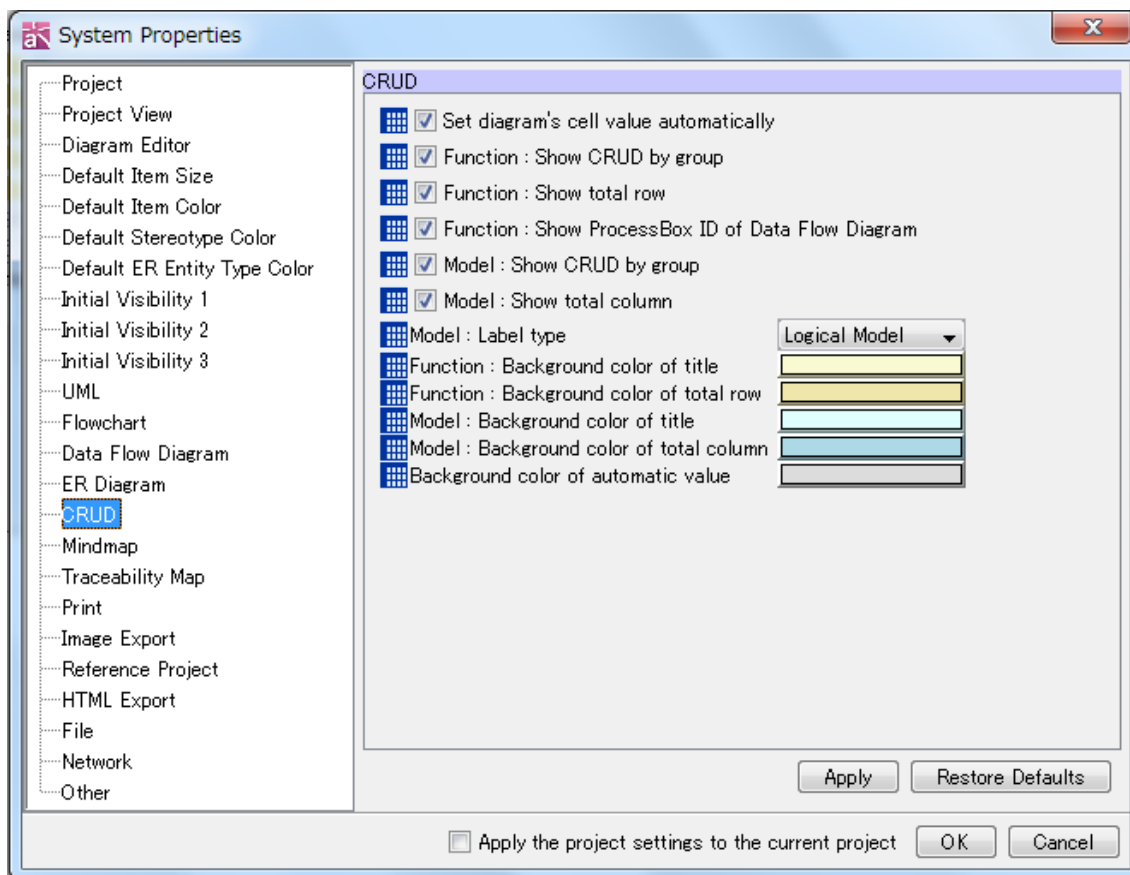 System Properties
Project
Project View
Diagram Editor
Default Item Size
Default Item Color
Default Stereotype Color
Default ER Entity Type Color
Initial Visibility 1
Initial Visibility 2
Initial Visibility 3
UML
Flowchart
Data Flow Diagram
ER Diagram
CRUD
Mindmap
Traceability Map
Print
Image Export
Reference Project
HTML Export
File
Network
Other
CRUD
Set diagram's cell value automatically
Function : Show CRUD by group
Function : Show total row
Function : Show ProcessBox ID of Data Flow Diagram
Model : Show CRUD by group
Model : Show total column
Model : Label type Logical Model
Function : Background color of title
Function : Background color of total row
Model : Background color of title
Model : Background color of total column
Background color of automatic value
Apply Restore Defaults
Apply the project settings to the current project OK Cancel